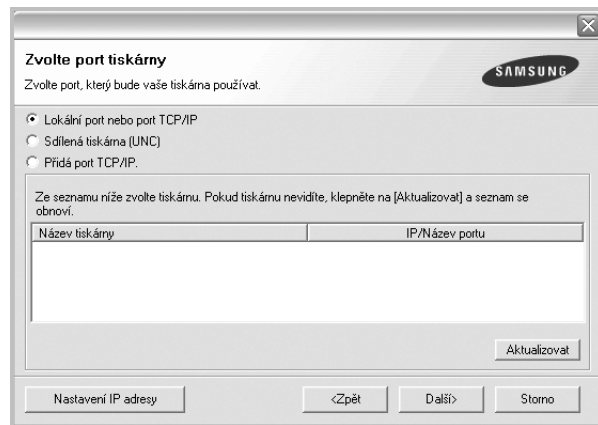 Zvolte port tiskárny
Zvolte port, který bude vaše tiskárna používat.
SAMSUNG
Lokální port nebo port TCP/IP
Sdílená tiskárna (UNC)
Přidá port TCP/IP.
Ze seznamu níže zvolte tiskárnu. Pokud tiskárnu nevidíte, klepněte na [Aktualizovat] a seznam se
obnoví.
Název tiskárny IP/Název portu
Aktualizovat
Nastavení IP adresy <Zpět Další> Storno